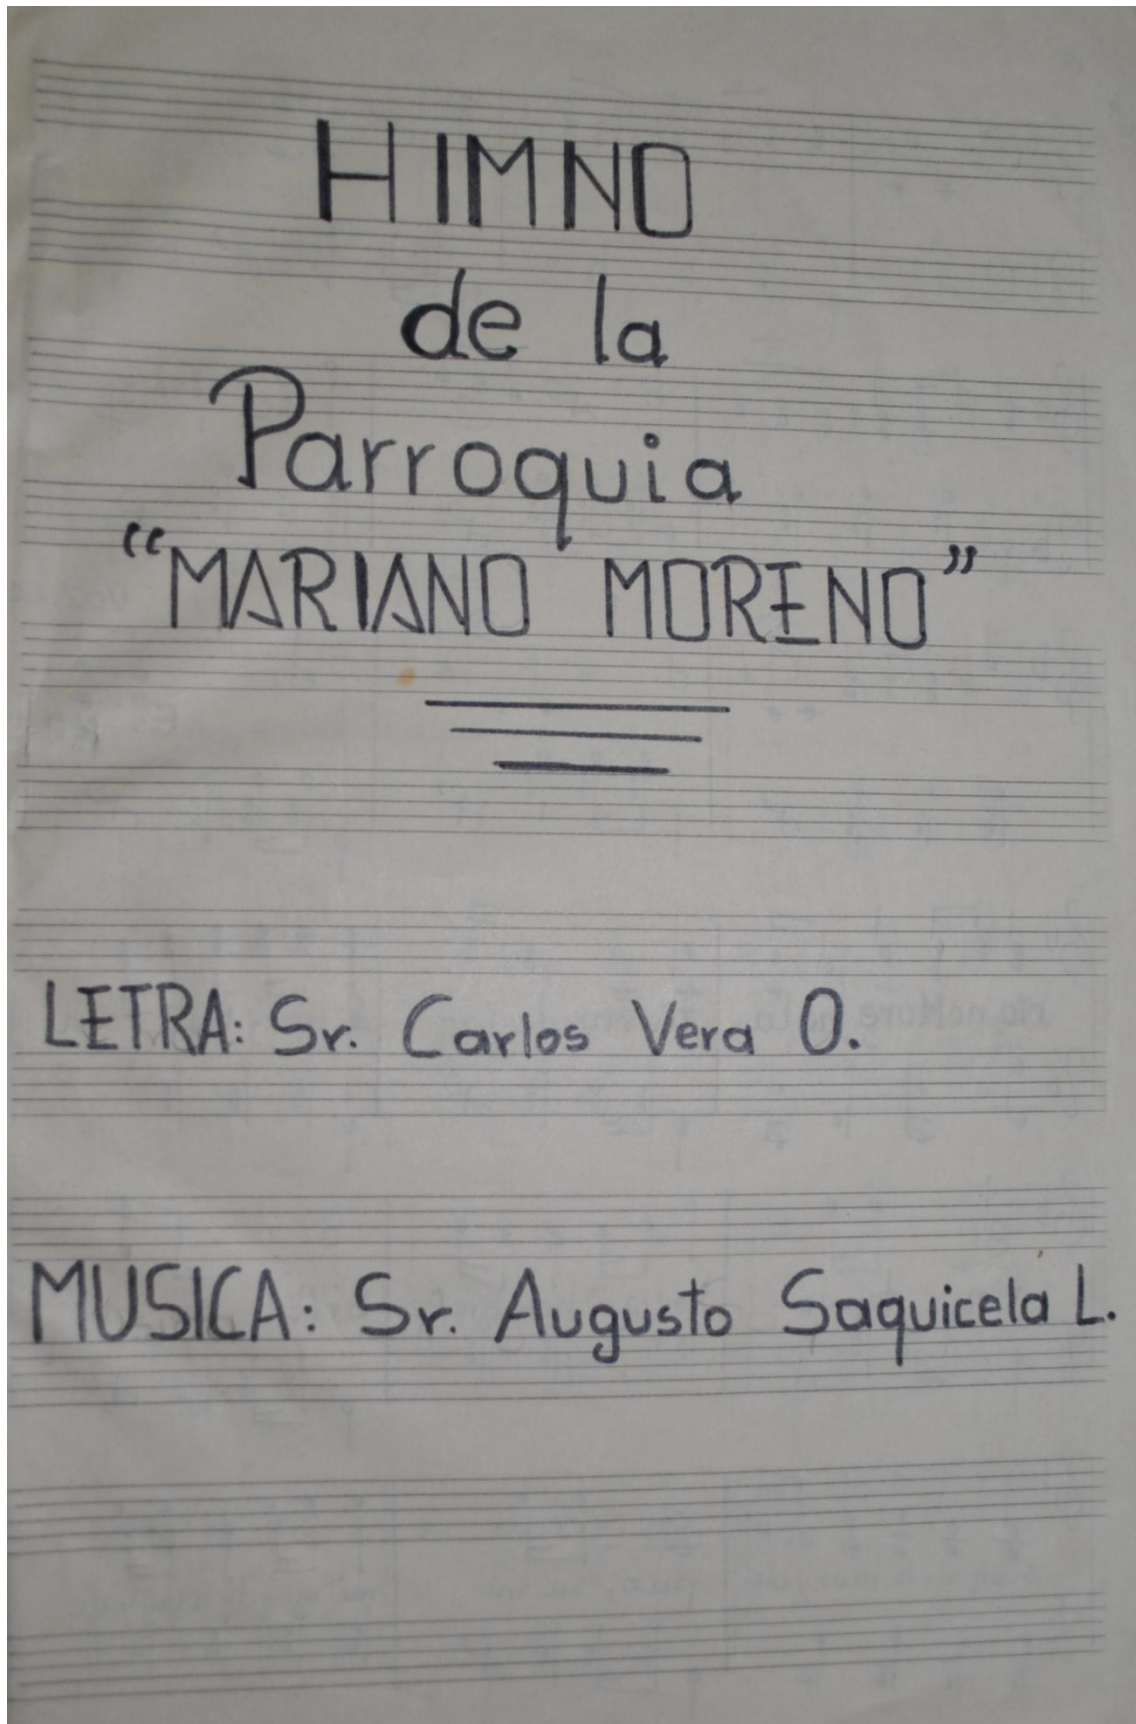 HIMNO
de la
Parroquia
“MARIANO MORENO”
LETRA: Sr. Carlos Vera O.
MUSICA: Sr. Augusto Saquicela L.